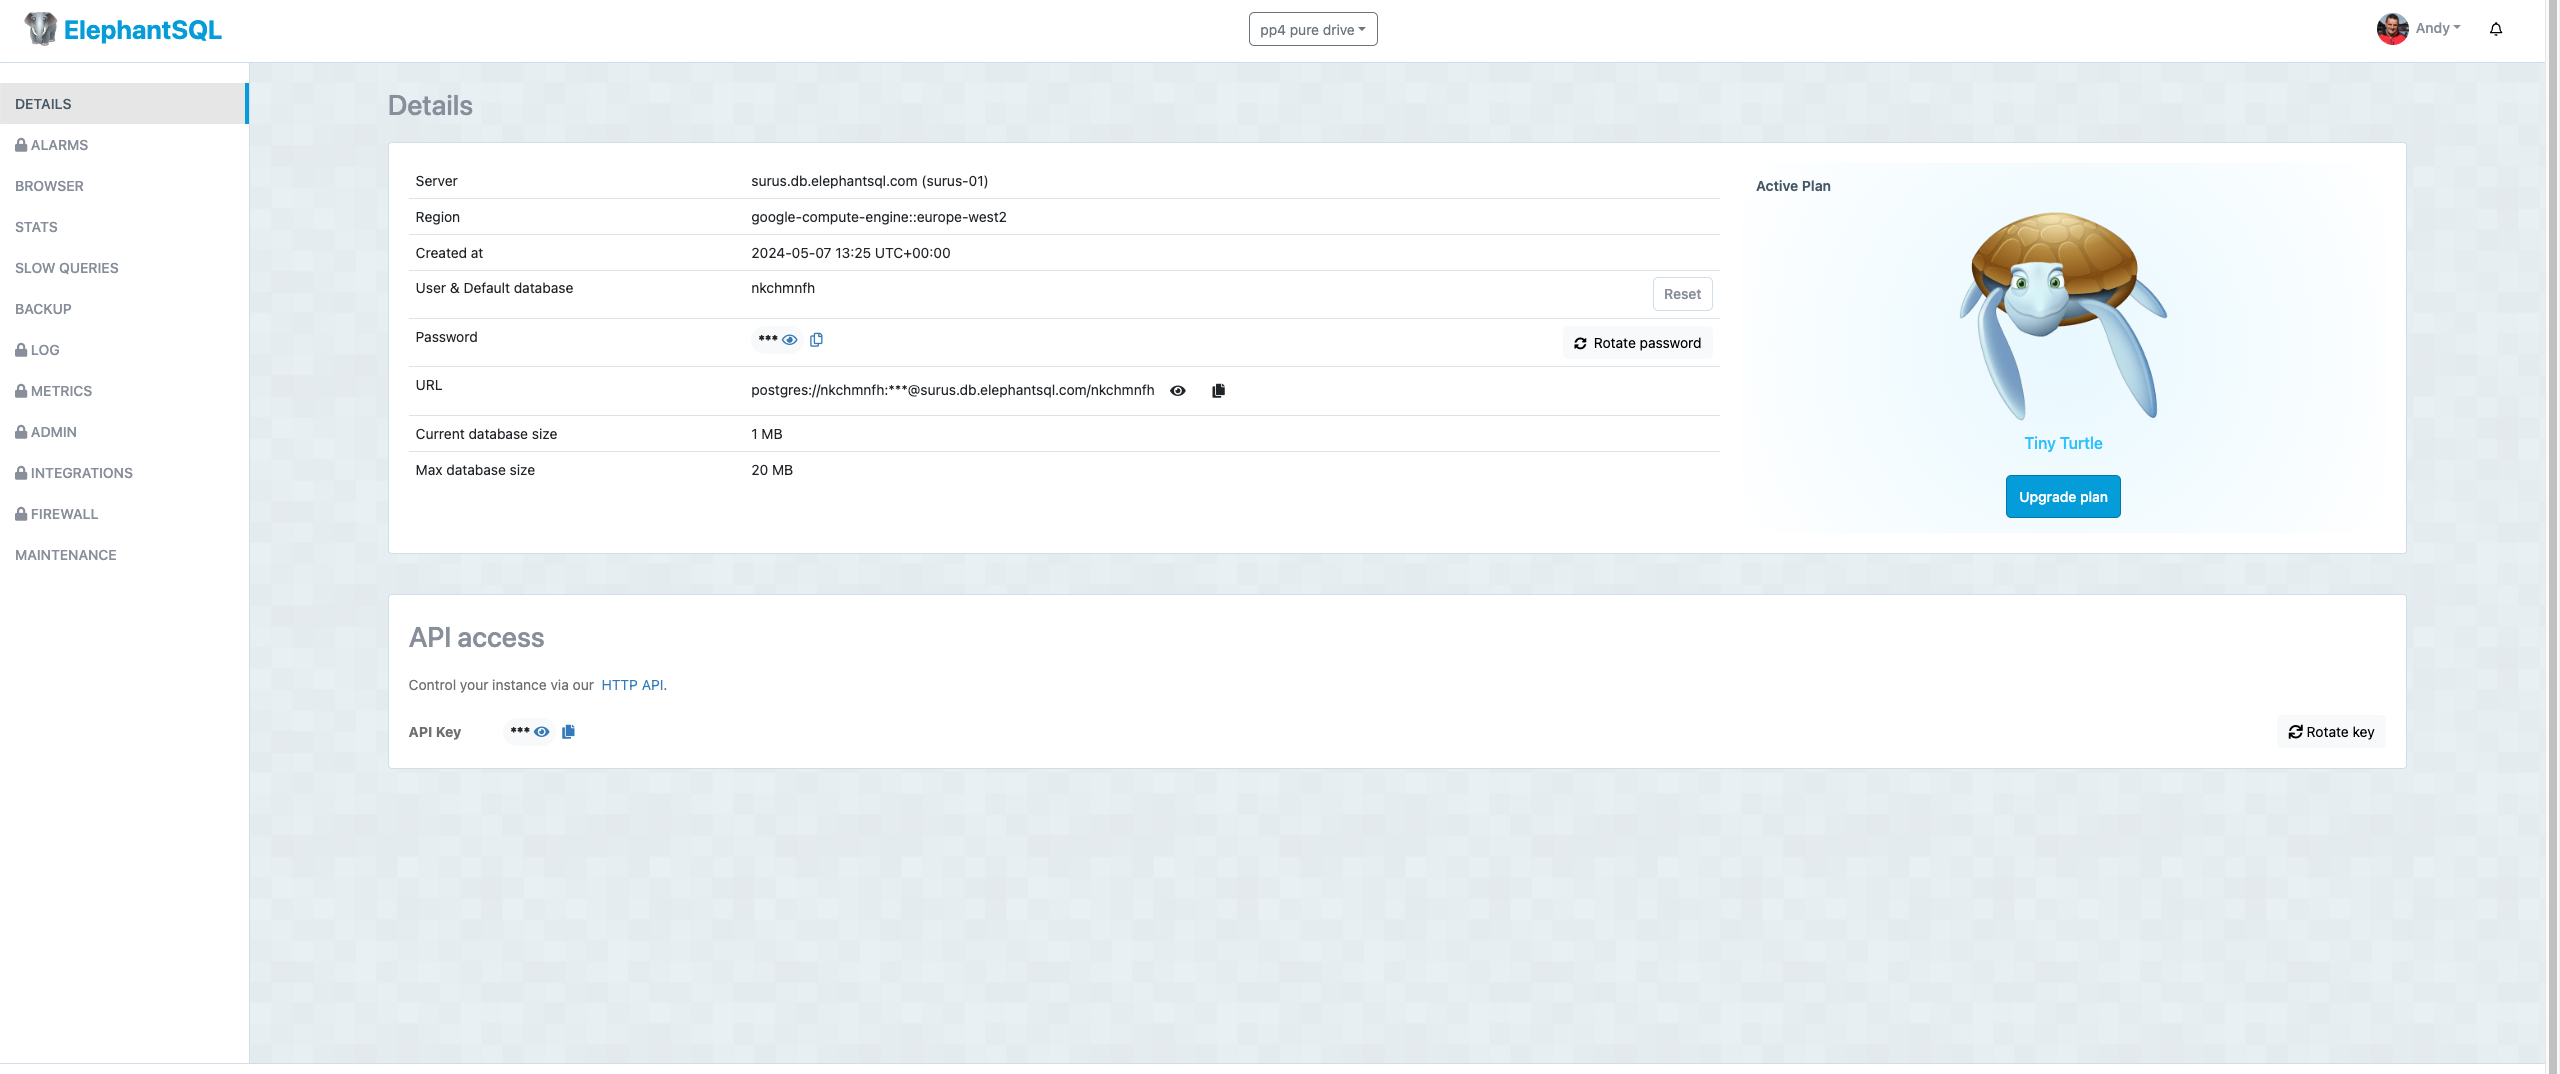 ElephantSQL
pp4 pure drive
Andy
DETAILS
ALARMS
BROWSER
STATS
SLOW QUERIES
BACKUP
LOG
METRICS
ADMIN
INTEGRATIONS
FIREWALL
MAINTENANCE
Details
Server surus.db.elephantsql.com (surus-01)
Region google-compute-engine::europe-west2
Created at 2024-05-07 13:25 UTC+00:00
User & Default database nkchmnfh Reset
Password *** Rotate password
URL postgres://nkchmnfh:***@surus.db.elephantsql.com/nkchmnfh
Current database size 1 MB
Max database size 20 MB
Active Plan
Tiny Turtle
Upgrade plan
API access
Control your instance via our HTTP API.
API Key *** Rotate key